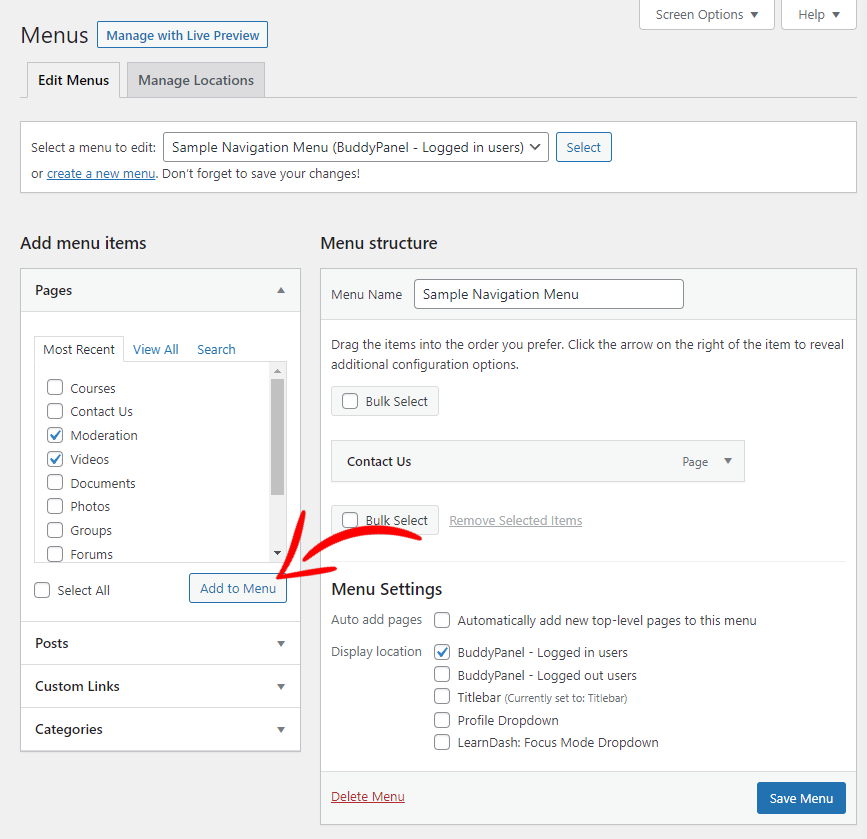 Screen Options
Help
Menus
Manage with Live Preview
Edit Menus
Manage Locations
Select a menu to edit: Sample Navigation Menu (BuddyPanel - Logged in users) Select
or create a new menu. Don't forget to save your changes!
Add menu items
Pages
Most Recent View All Search
Courses
Contact Us
Moderation
Videos
Documents
Photos
Groups
Forums
Select All
Add to Menu
Posts
Custom Links
Categories
Menu structure
Menu Name Sample Navigation Menu
Drag the items into the order you prefer. Click the arrow on the right of the item to reveal
additional configuration options.
Bulk Select
Contact Us Page
Bulk Select Remove Selected Items
Menu Settings
Auto add pages Automatically add new top-level pages to this menu
Display location BuddyPanel - Logged in users
BuddyPanel - Logged out users
Titlebar (Currently set to: Titlebar)
Profile Dropdown
LearnDash: Focus Mode Dropdown
Delete Menu Save Menu